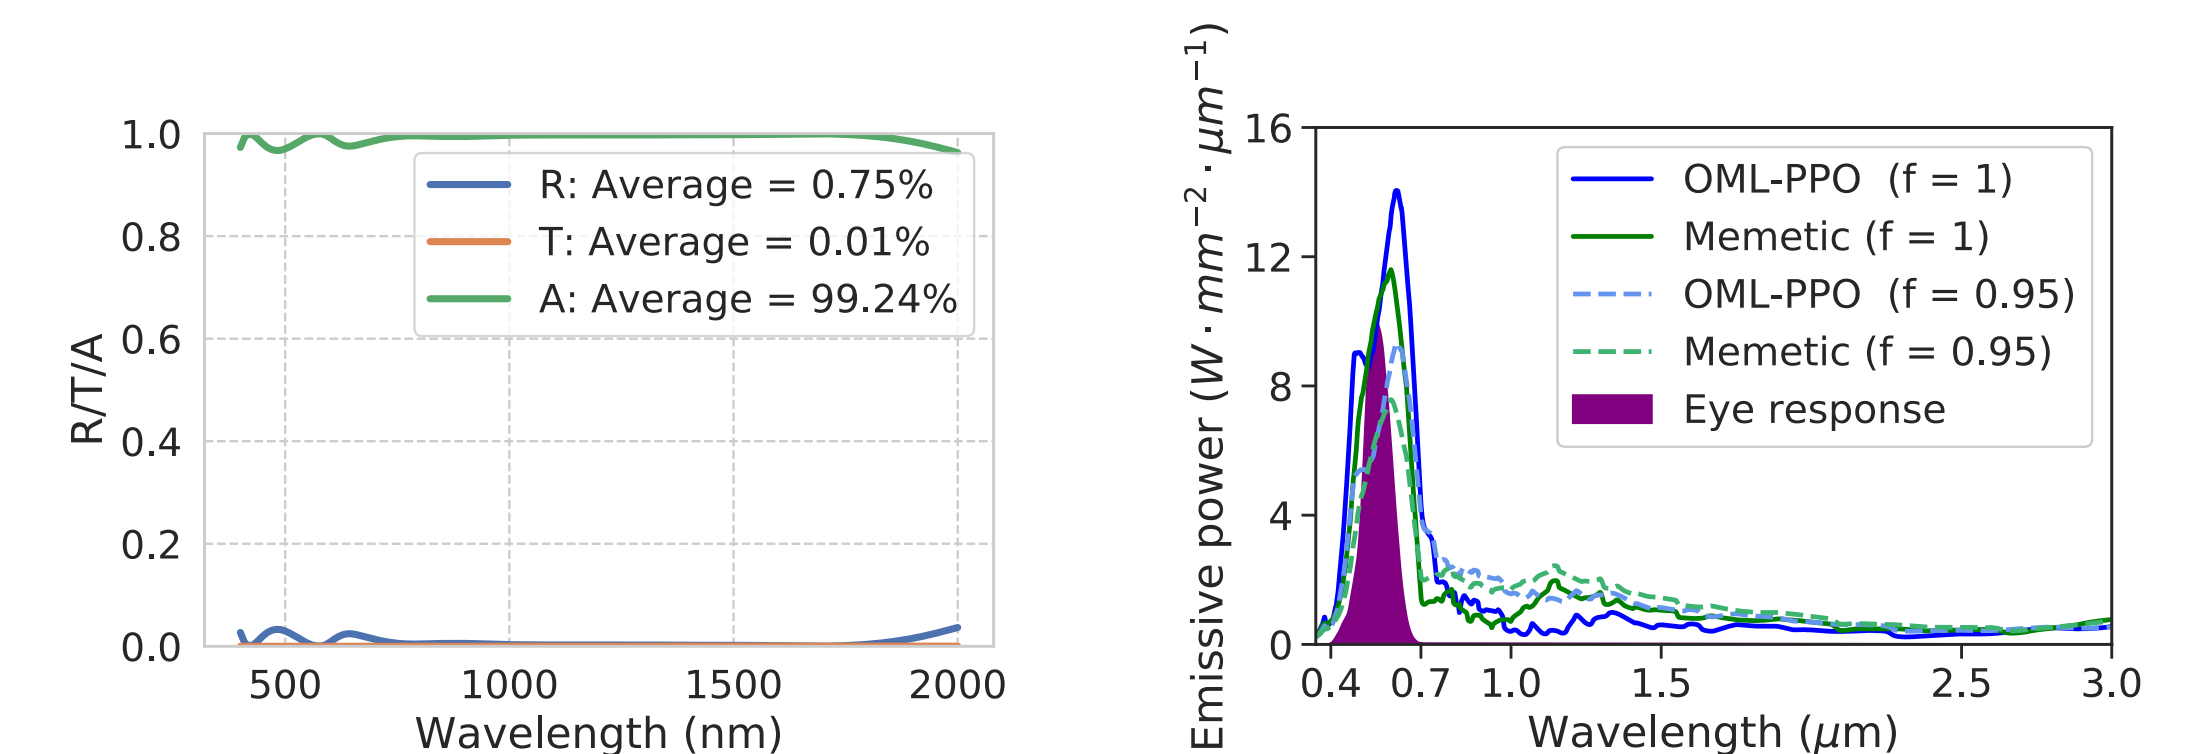 R/T/A
1.0
0.8
0.6
0.4
0.2
0.0
R: Average = 0.75%
T: Average = 0.01%
A: Average = 99.24%
500 1000 1500 2000
Wavelength (nm)
Emissive power (W · mm⁻² · μm⁻¹)
16
12
8
4
0
OML-PPO (f = 1)
Memetic (f = 1)
OML-PPO (f = 0.95)
Memetic (f = 0.95)
Eye response
0.4 0.7 1.0 1.5 2.5 3.0
Wavelength (μm)